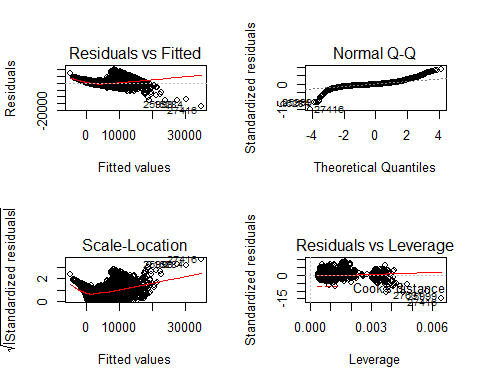 Residuals vs Fitted
Residuals
-20000
0 10000 30000
Fitted values
27416
Normal Q-Q
Standardized residuals
-15 0
-4 -2 0 2 4
Theoretical Quantiles
27416
Scale-Location
√|Standardized residuals|
0 2
0 10000 30000
Fitted values
27416
Residuals vs Leverage
Standardized residuals
-15 0
0.000 0.003 0.006
Leverage
Cook's distance
27416